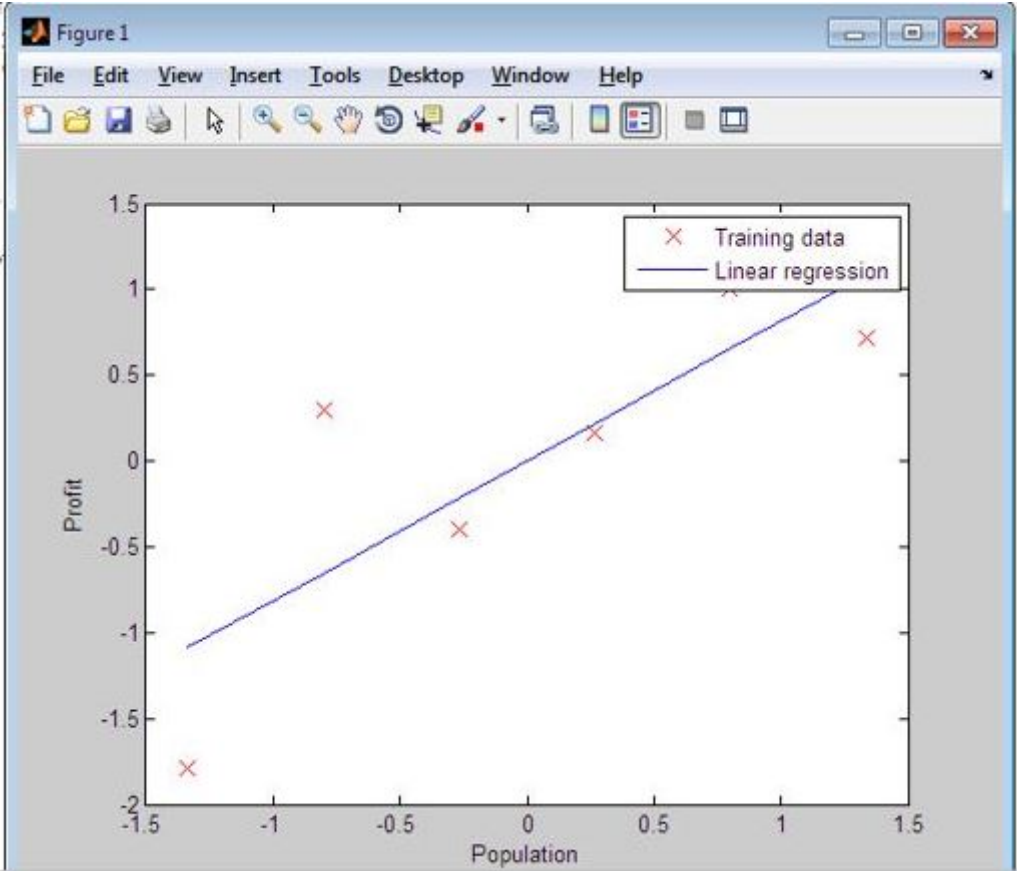 Figure 1
File Edit View Insert Tools Desktop Window Help
1.5
Training data
Linear regression
1
0.5
0
Profit
-0.5
-1
-1.5
-2
-1.5 -1 -0.5 0 0.5 1 1.5
Population